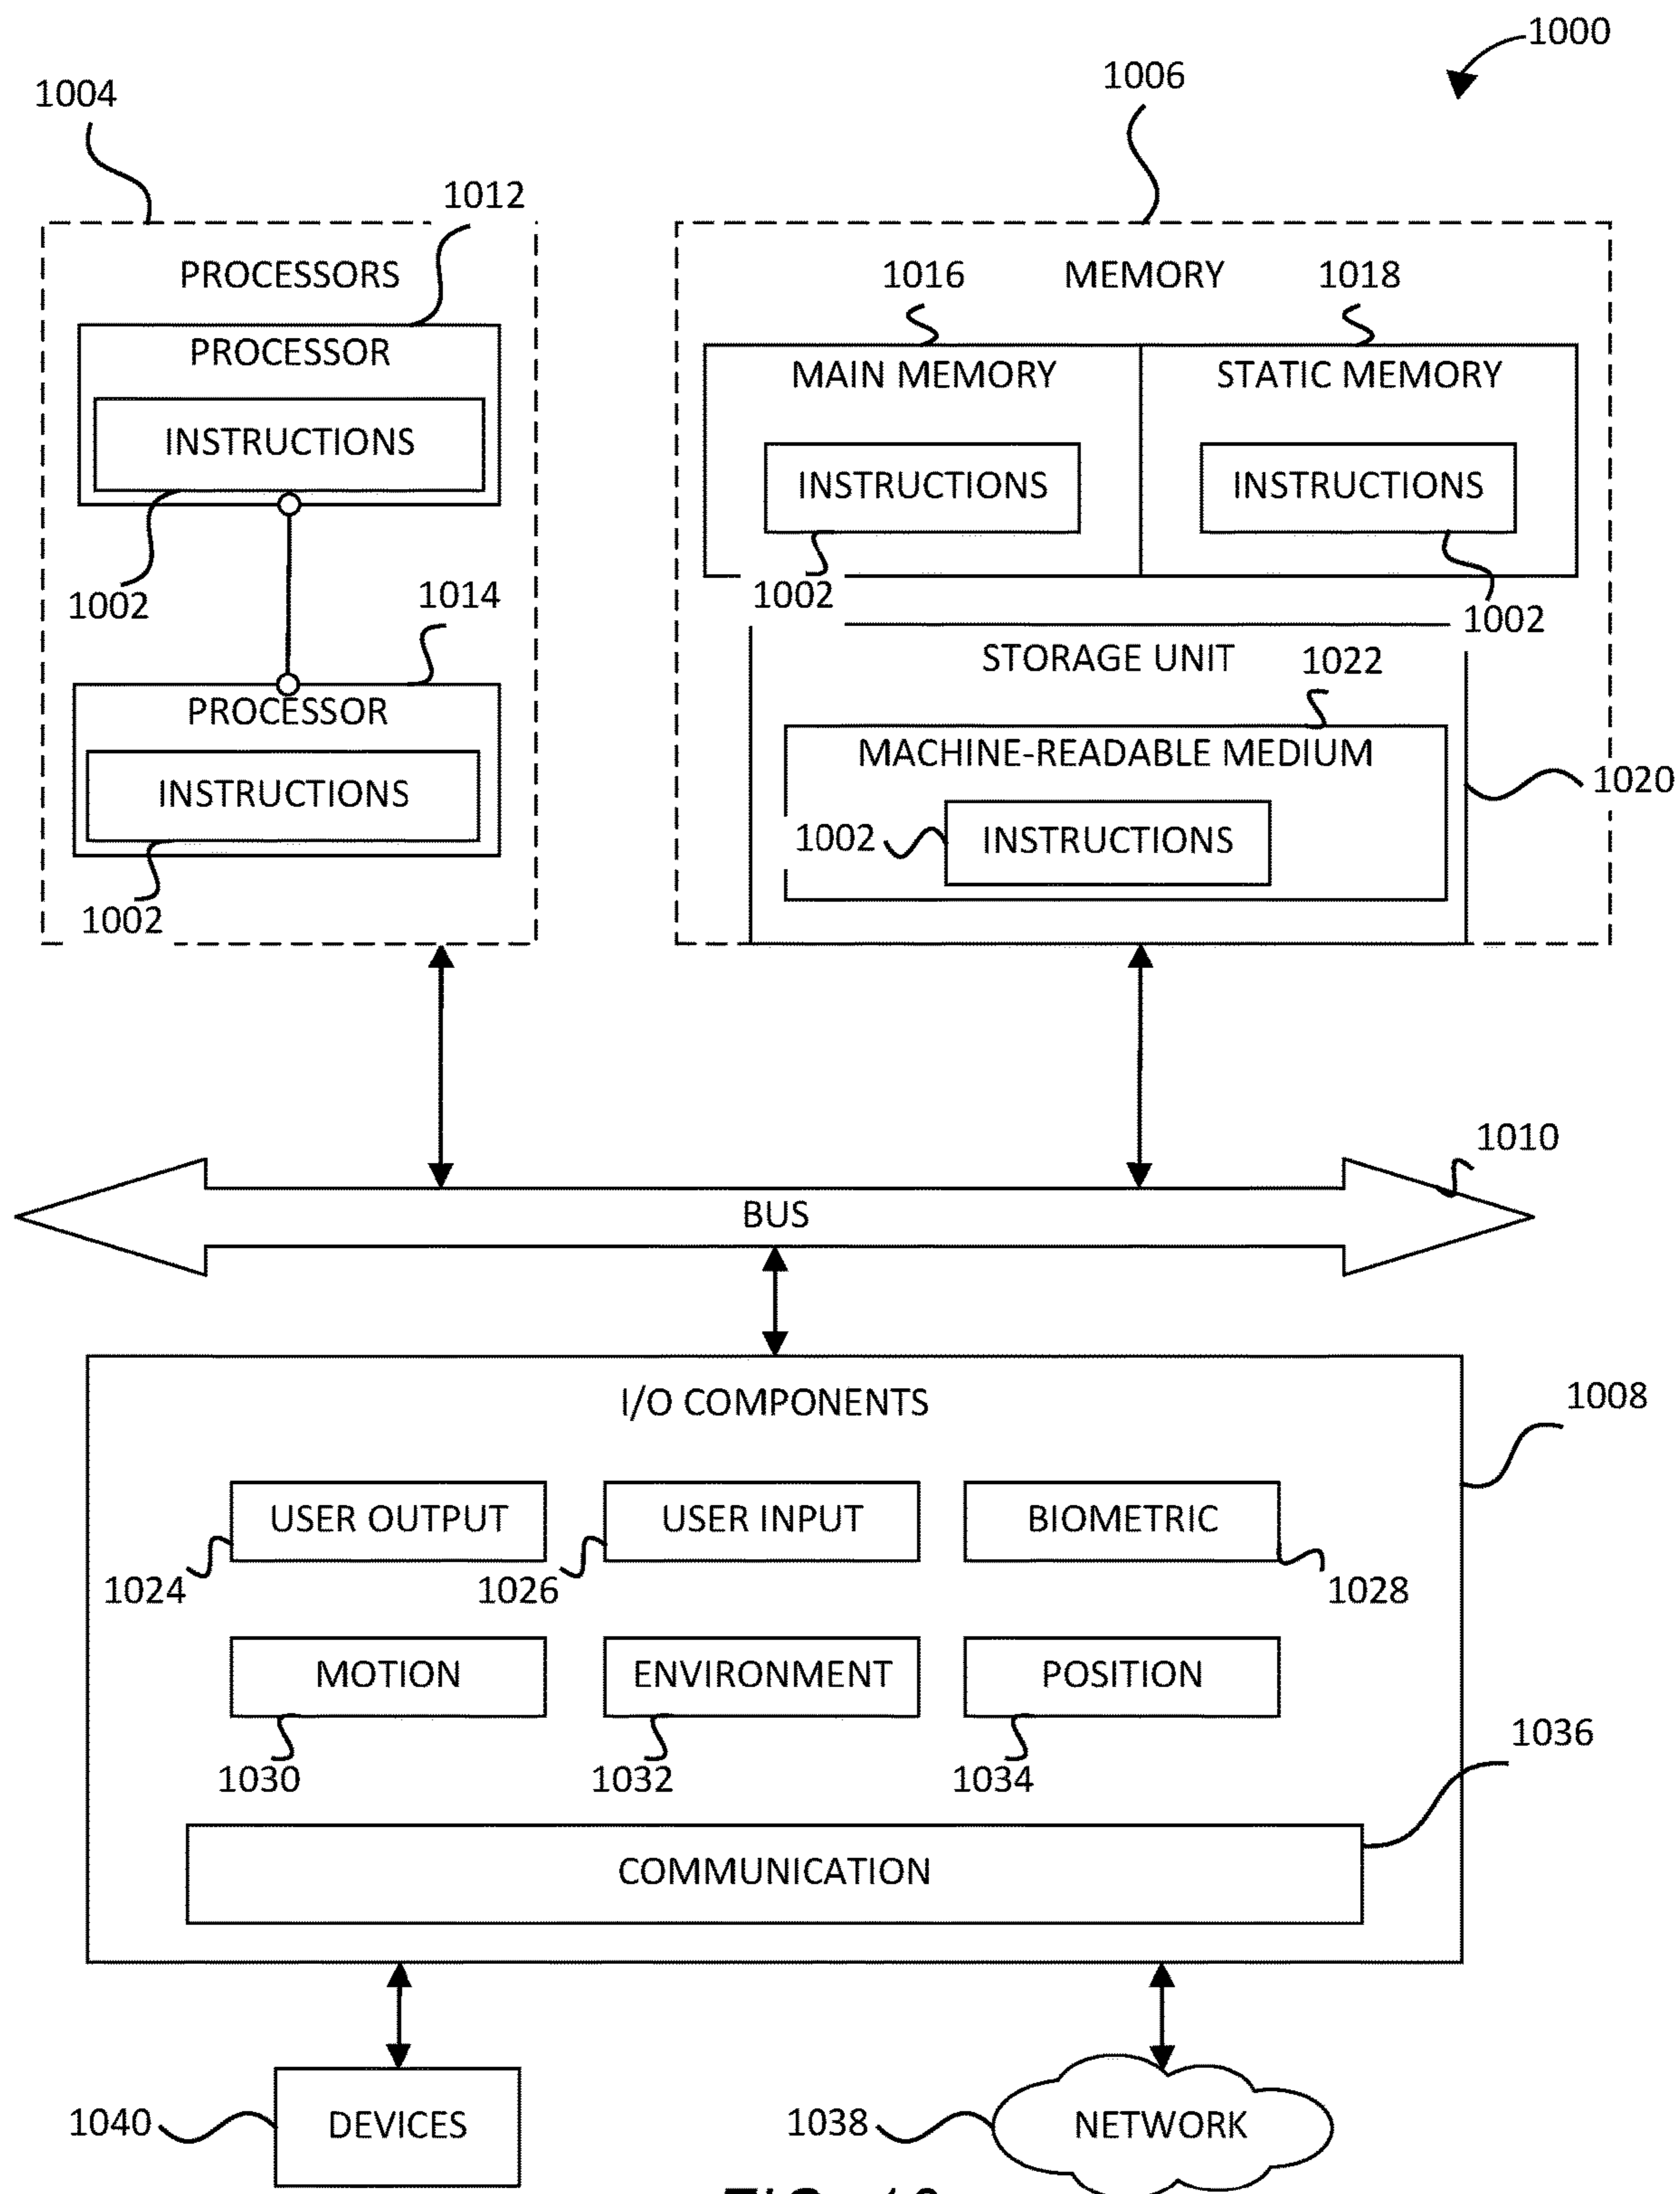 1000
1004
1006
1012
PROCESSORS
1016
MEMORY
1018
PROCESSOR
INSTRUCTIONS
MAIN MEMORY
STATIC MEMORY
INSTRUCTIONS
INSTRUCTIONS
1002
1014
1002
1002
STORAGE UNIT
1022
PROCESSOR
INSTRUCTIONS
MACHINE-READABLE MEDIUM
1020
1002
INSTRUCTIONS
1002
1010
BUS
I/O COMPONENTS
1008
USER OUTPUT
USER INPUT
BIOMETRIC
1024
1026
1028
MOTION
ENVIRONMENT
POSITION
1030
1032
1034
1036
COMMUNICATION
1040
DEVICES
1038
NETWORK